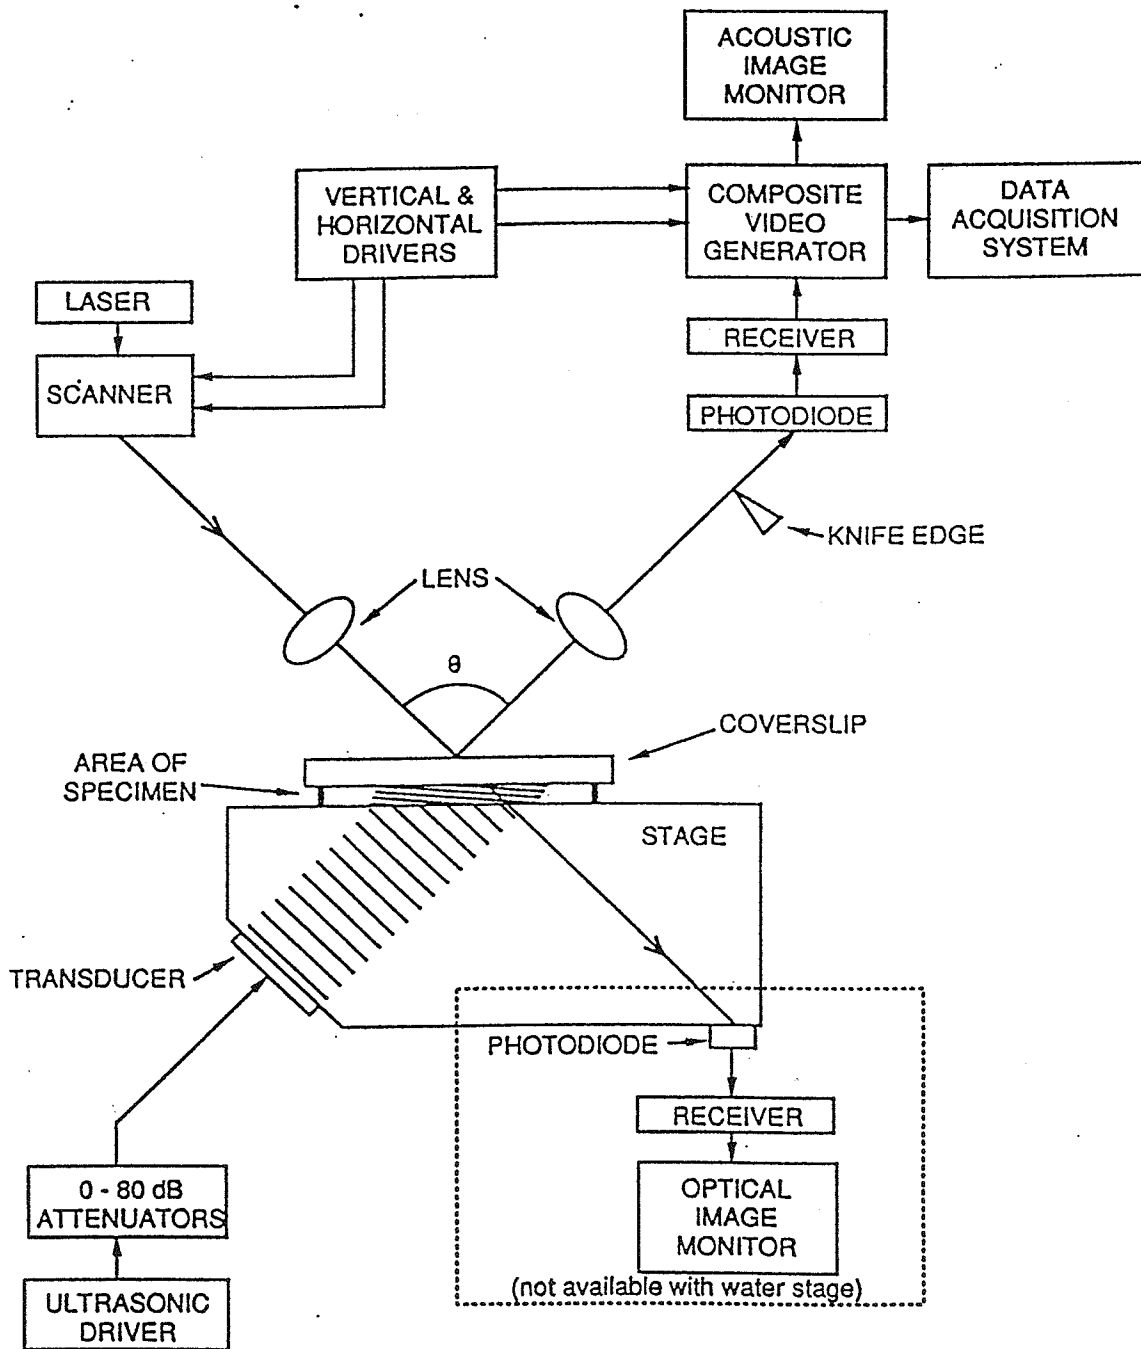 ACOUSTIC
IMAGE
MONITOR
VERTICAL &
HORIZONTAL
DRIVERS
COMPOSITE
VIDEO
GENERATOR
DATA
ACQUISITION
SYSTEM
LASER
RECEIVER
SCANNER
PHOTODIODE
KNIFE EDGE
LENS
θ
COVERSLIP
AREA OF
SPECIMEN
STAGE
TRANSDUCER
PHOTODIODE
RECEIVER
0 - 80 dB
ATTENUATORS
OPTICAL
IMAGE
MONITOR
(not available with water stage)
ULTRASONIC
DRIVER